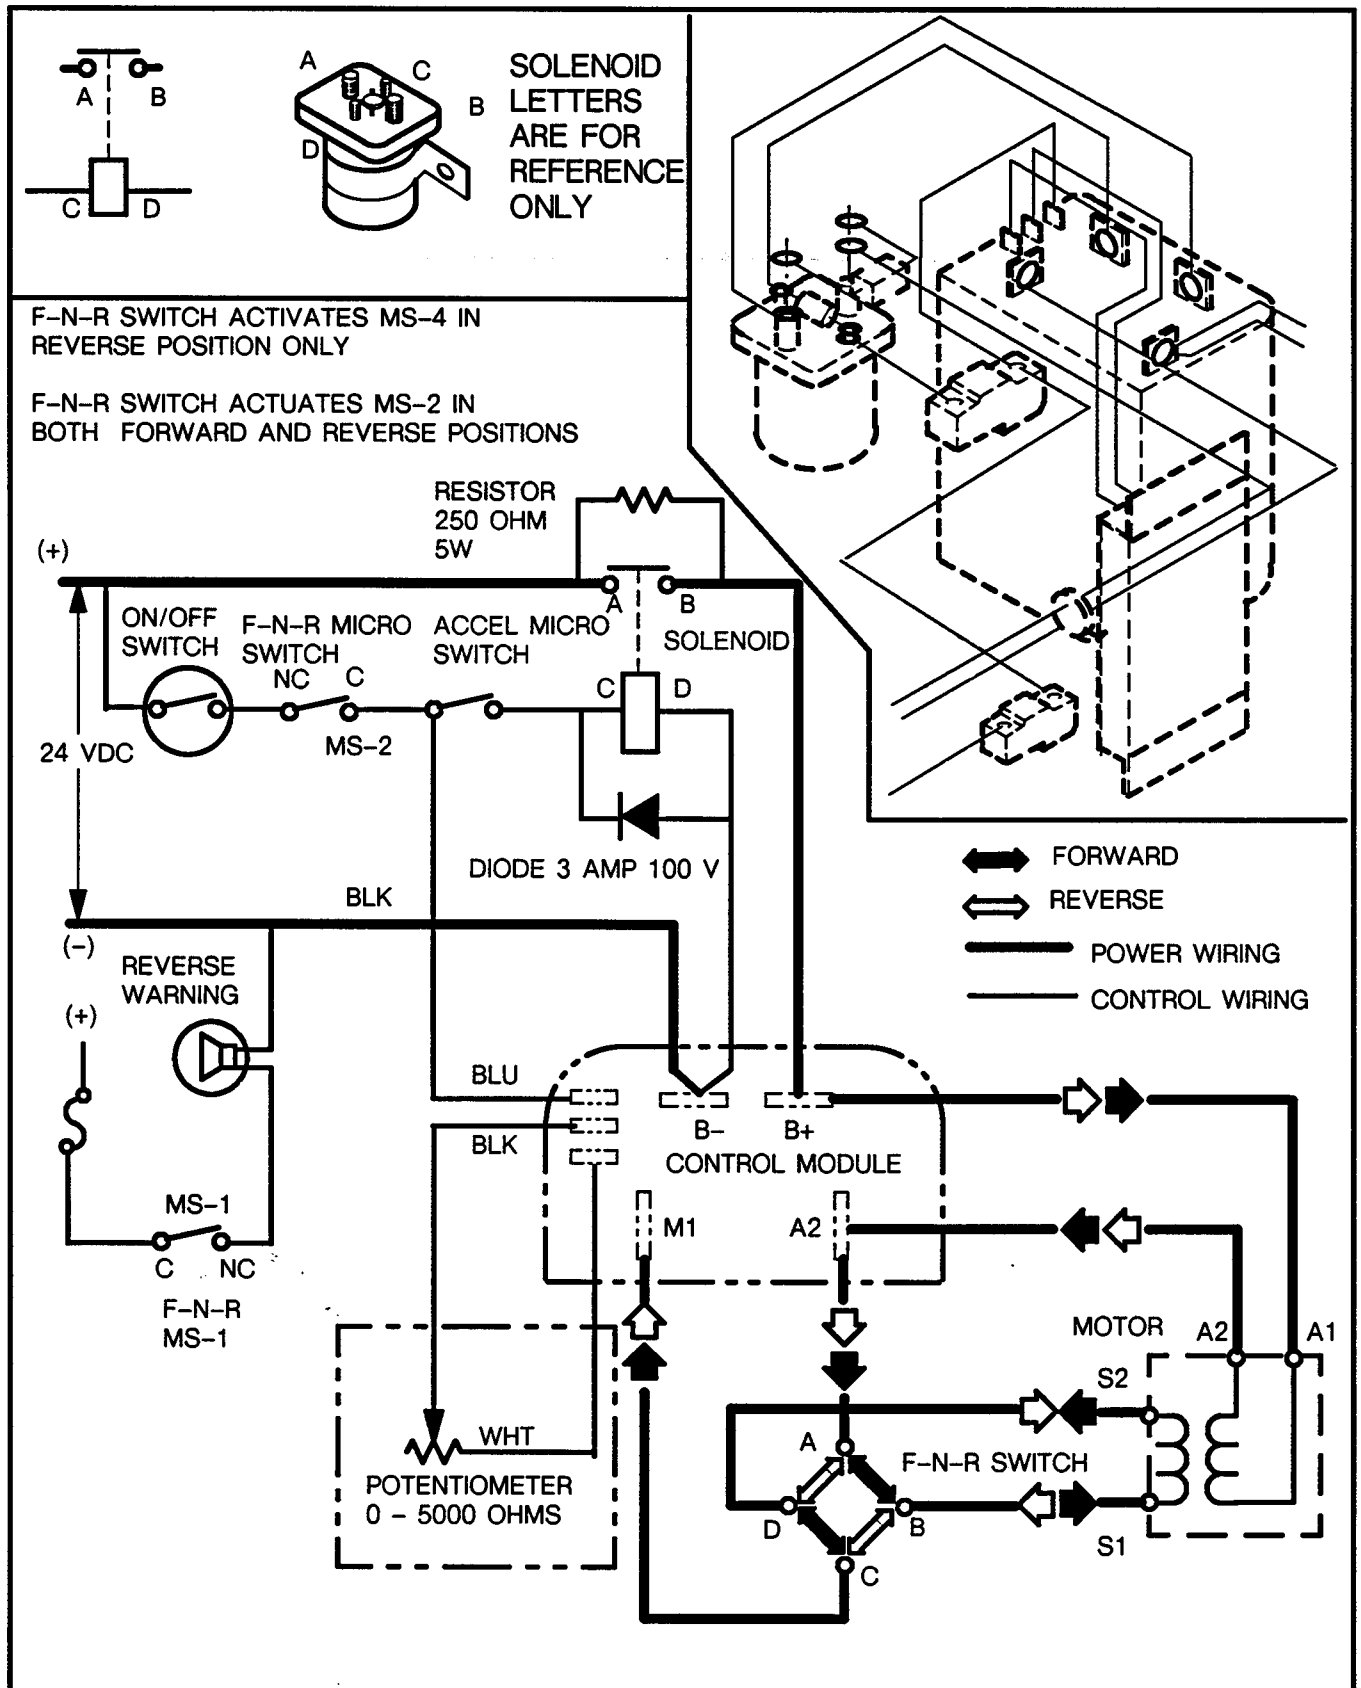 A
B
C
D
A
C
B
D
SOLENOID
LETTERS
ARE FOR
REFERENCE
ONLY
F-N-R SWITCH ACTIVATES MS-4 IN
REVERSE POSITION ONLY
F-N-R SWITCH ACTUATES MS-2 IN
BOTH FORWARD AND REVERSE POSITIONS
RESISTOR
250 OHM
5W
(+)
A
B
SOLENOID
ON/OFF
SWITCH
F-N-R MICRO
SWITCH
NC
C
MS-2
ACCEL MICRO
SWITCH
C
D
24 VDC
DIODE 3 AMP 100 V
BLK
(-)
FORWARD
REVERSE
POWER WIRING
CONTROL WIRING
REVERSE
WARNING
(+)
MS-1
C
NC
F-N-R
MS-1
BLU
BLK
B-
B+
CONTROL MODULE
M1
A2
MOTOR
A2
A1
S2
S1
WHT
POTENTIOMETER
0 - 5000 OHMS
A
F-N-R SWITCH
D
B
C